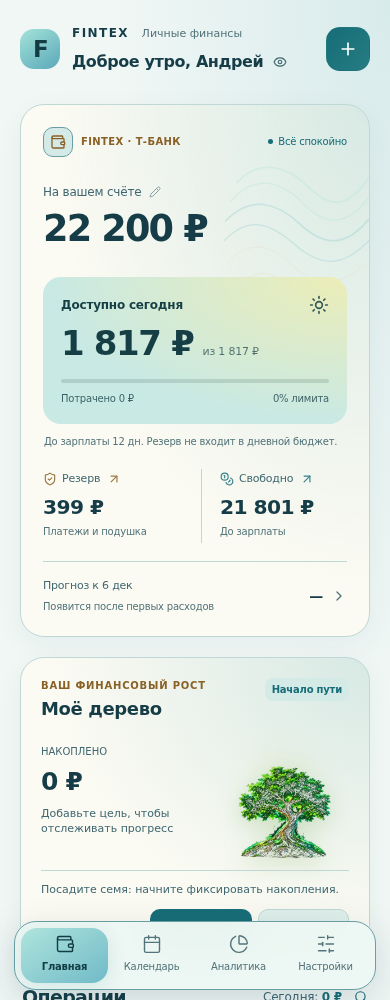 F
FINTEX Личные финансы
Доброе утро, Андрей
FINTEX · Т-БАНК
Всё спокойно
На вашем счёте
22 200 ₽
Доступно сегодня
1 817 ₽ из 1 817 ₽
Потрачено 0 ₽ 0% лимита
До зарплаты 12 дн. Резерв не входит в дневной бюджет.
Резерв
399 ₽
Платежи и подушка
Свободно
21 801 ₽
До зарплаты
Прогноз к 6 дек
—
Появится после первых расходов
ВАШ ФИНАНСОВЫЙ РОСТ
Начало пути
Моё дерево
НАКОПЛЕНО
0 ₽
Добавьте цель, чтобы
отслеживать прогресс
Посадите семя: начните фиксировать накопления.
Главная Календарь Аналитика Настройки
Операции Сегодня: 0 ₽